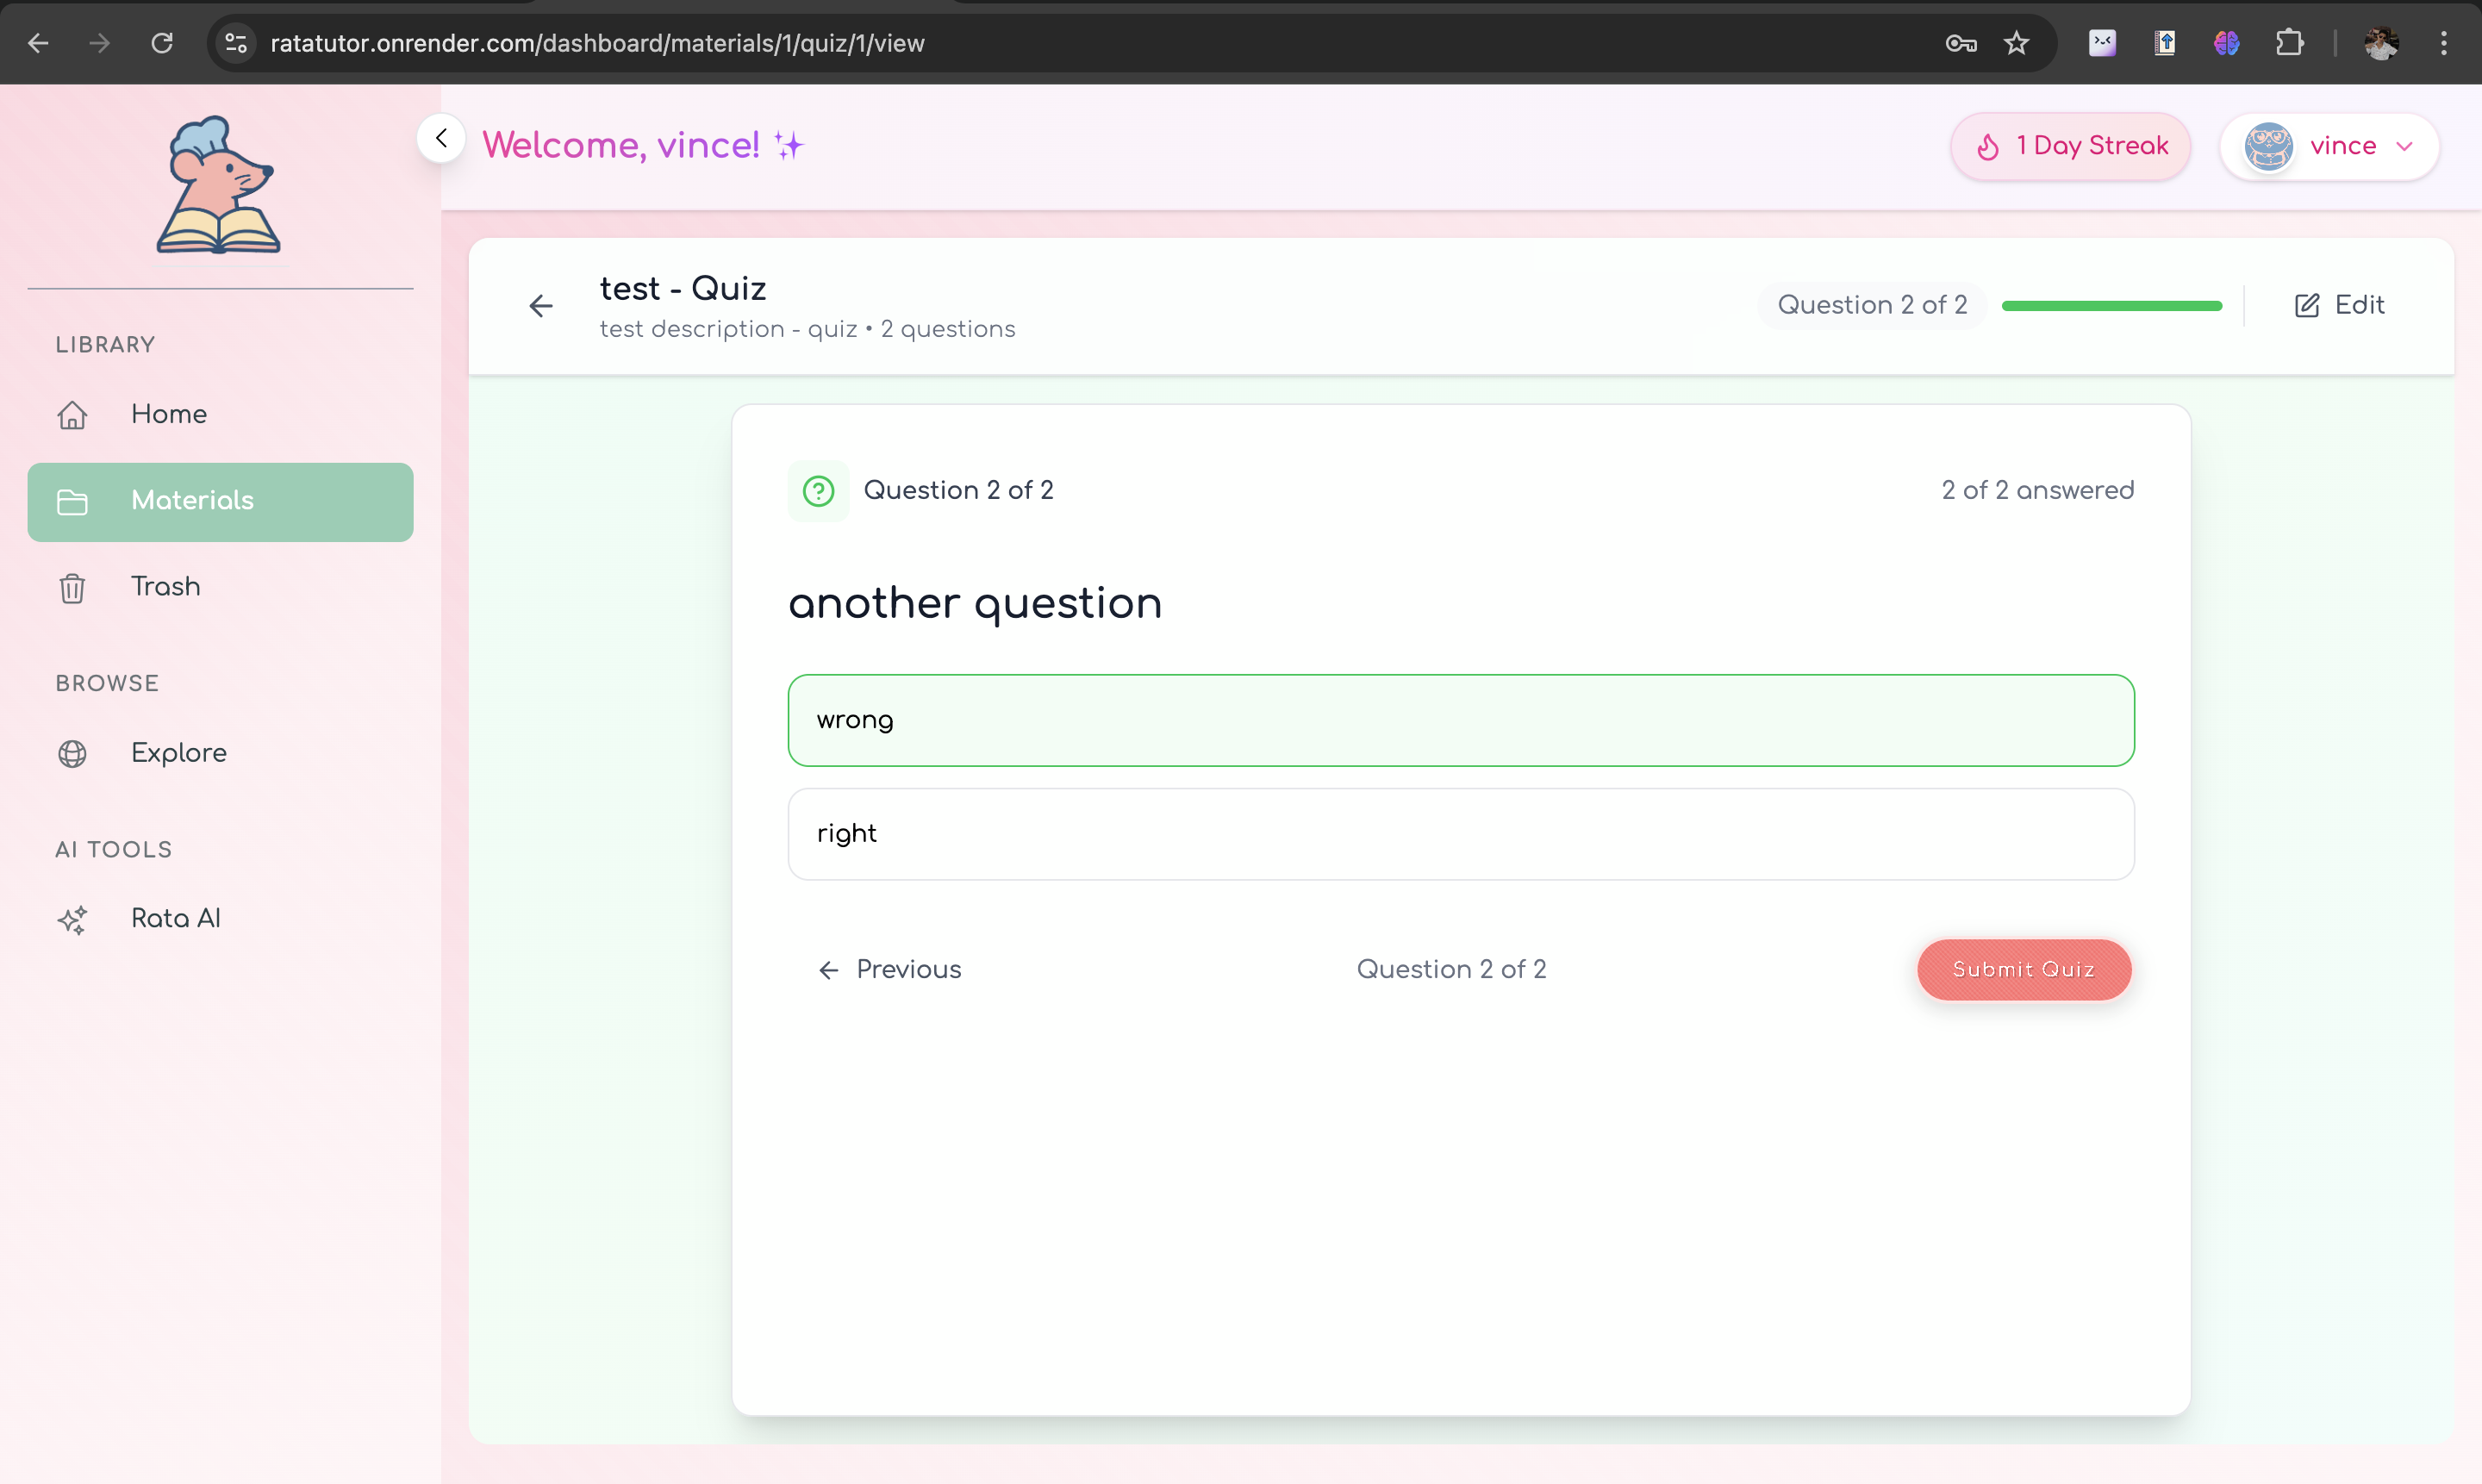 ratatutor.onrender.com/dashboard/materials/1/quiz/1/view
Welcome, vince!
1 Day Streak
vince
LIBRARY
Home
Materials
Trash
BROWSE
Explore
AI TOOLS
Rata AI
test - Quiz
test description - quiz • 2 questions
Question 2 of 2
Edit
Question 2 of 2
2 of 2 answered
another question
wrong
right
Previous
Question 2 of 2
Submit Quiz